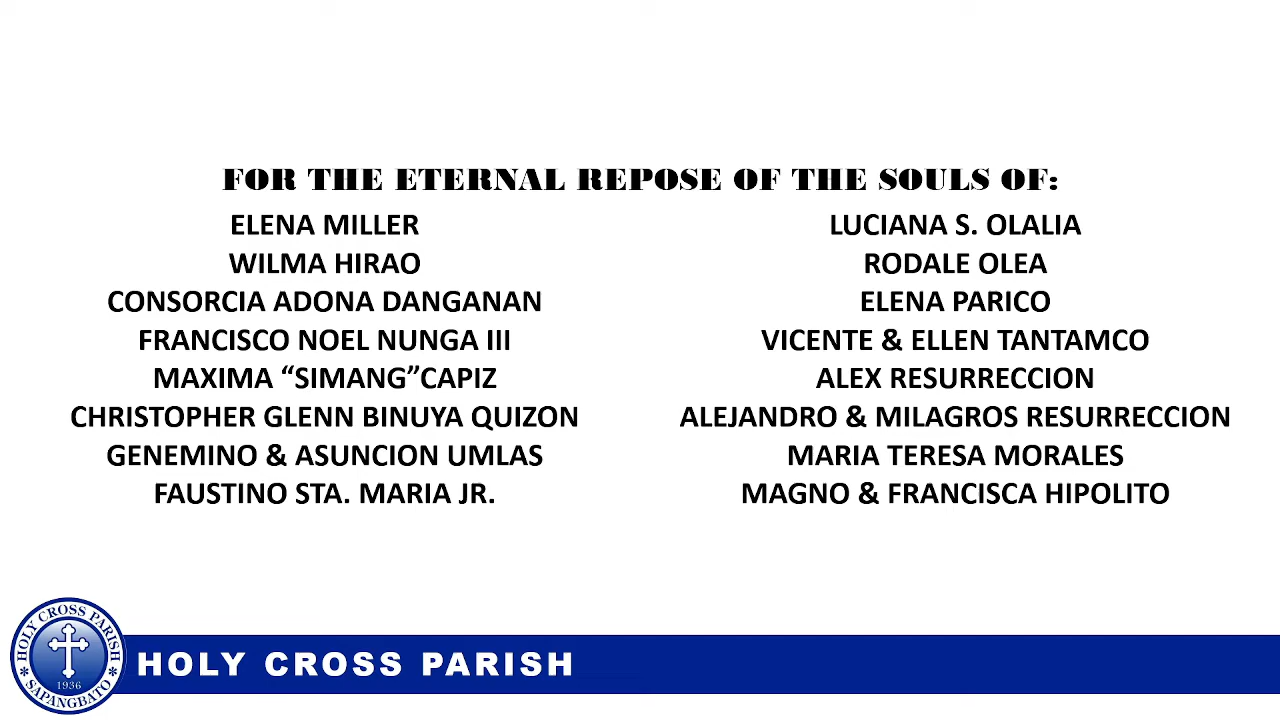 FOR THE ETERNAL REPOSE OF THE SOULS OF:
ELENA MILLER
WILMA HIRAO
CONSORCIA ADONA DANGANAN
FRANCISCO NOEL NUNGA III
MAXIMA “SIMANG”CAPIZ
CHRISTOPHER GLENN BINUYA QUIZON
GENEMINO & ASUNCION UMLAS
FAUSTINO STA. MARIA JR.
LUCIANA S. OLALIA
RODALE OLEA
ELENA PARICO
VICENTE & ELLEN TANTAMCO
ALEX RESURRECCION
ALEJANDRO & MILAGROS RESURRECCION
MARIA TERESA MORALES
MAGNO & FRANCISCA HIPOLITO
HOLY CROSS PARISH
1936
SAPANGBATO
HOLY CROSS PARISH